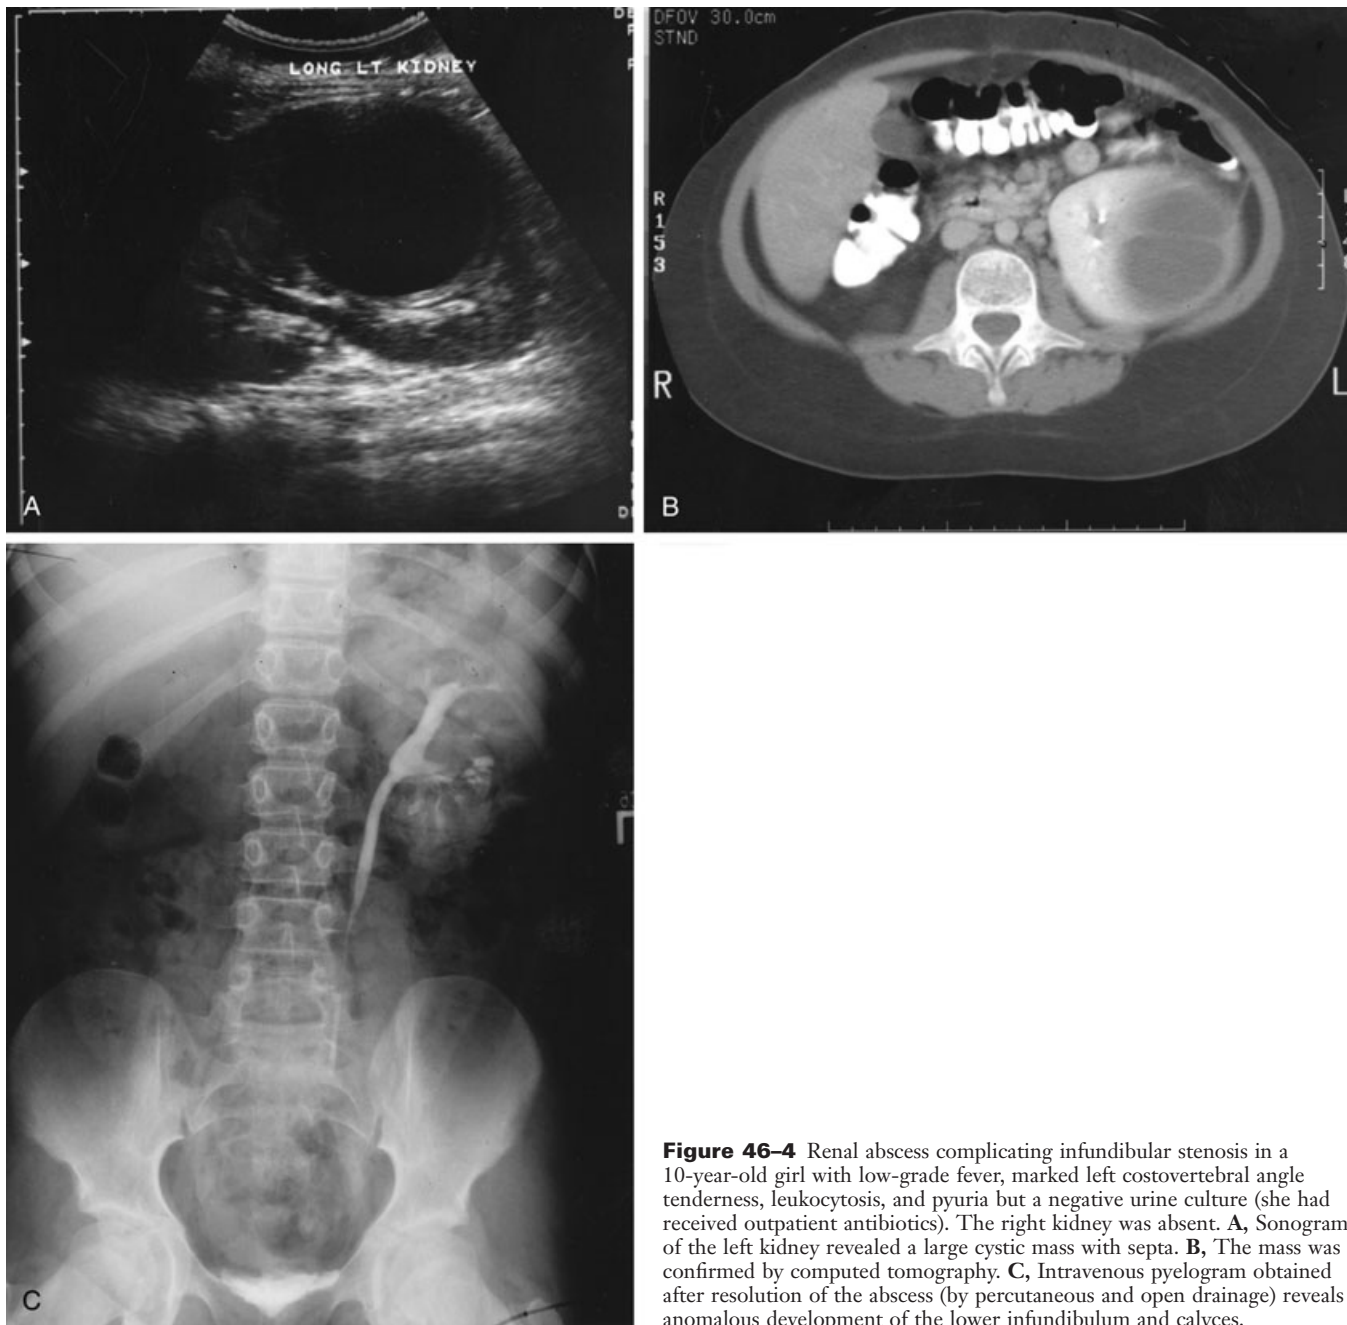 LONG LT KIDNEY
A
DFOV 30.0cm
STND
R
1
5
3
R
L
B
C
Figure 46–4 Renal abscess complicating infundibular stenosis in a
10-year-old girl with low-grade fever, marked left costovertebral angle
tenderness, leukocytosis, and pyuria but a negative urine culture (she had
received outpatient antibiotics). The right kidney was absent. A, Sonogram
of the left kidney revealed a large cystic mass with septa. B, The mass was
confirmed by computed tomography. C, Intravenous pyelogram obtained
after resolution of the abscess (by percutaneous and open drainage) reveals
anomalous development of the lower infundibulum and calyces.